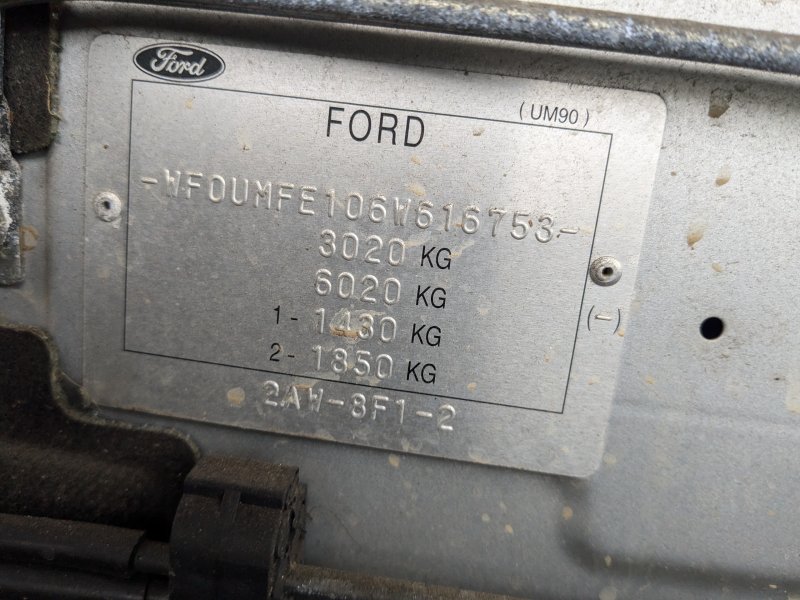 Ford
(UM90)
FORD
-WF0UMFE106W616753-
3020 KG
6020 KG
1- 1430 KG (-)
2- 1850 KG
2AW-8F1-2